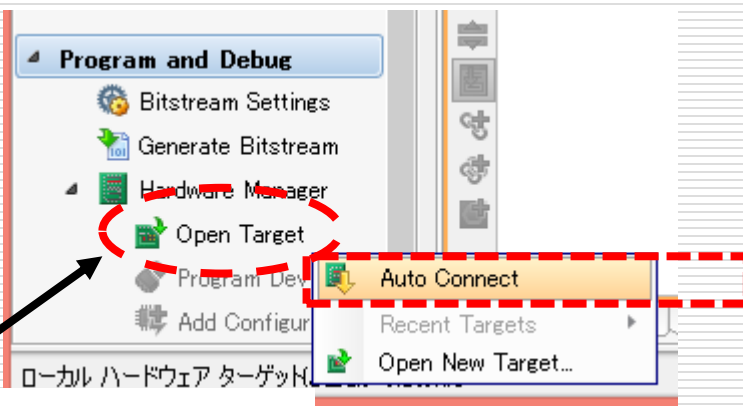 Program and Debug
Bitstream Settings
Generate Bitstream
Hardware Manager
Open Target
Program Dev
Auto Connect
Add Configur
Recent Targets
Open New Target...
ローカル ハードウェア ターゲット